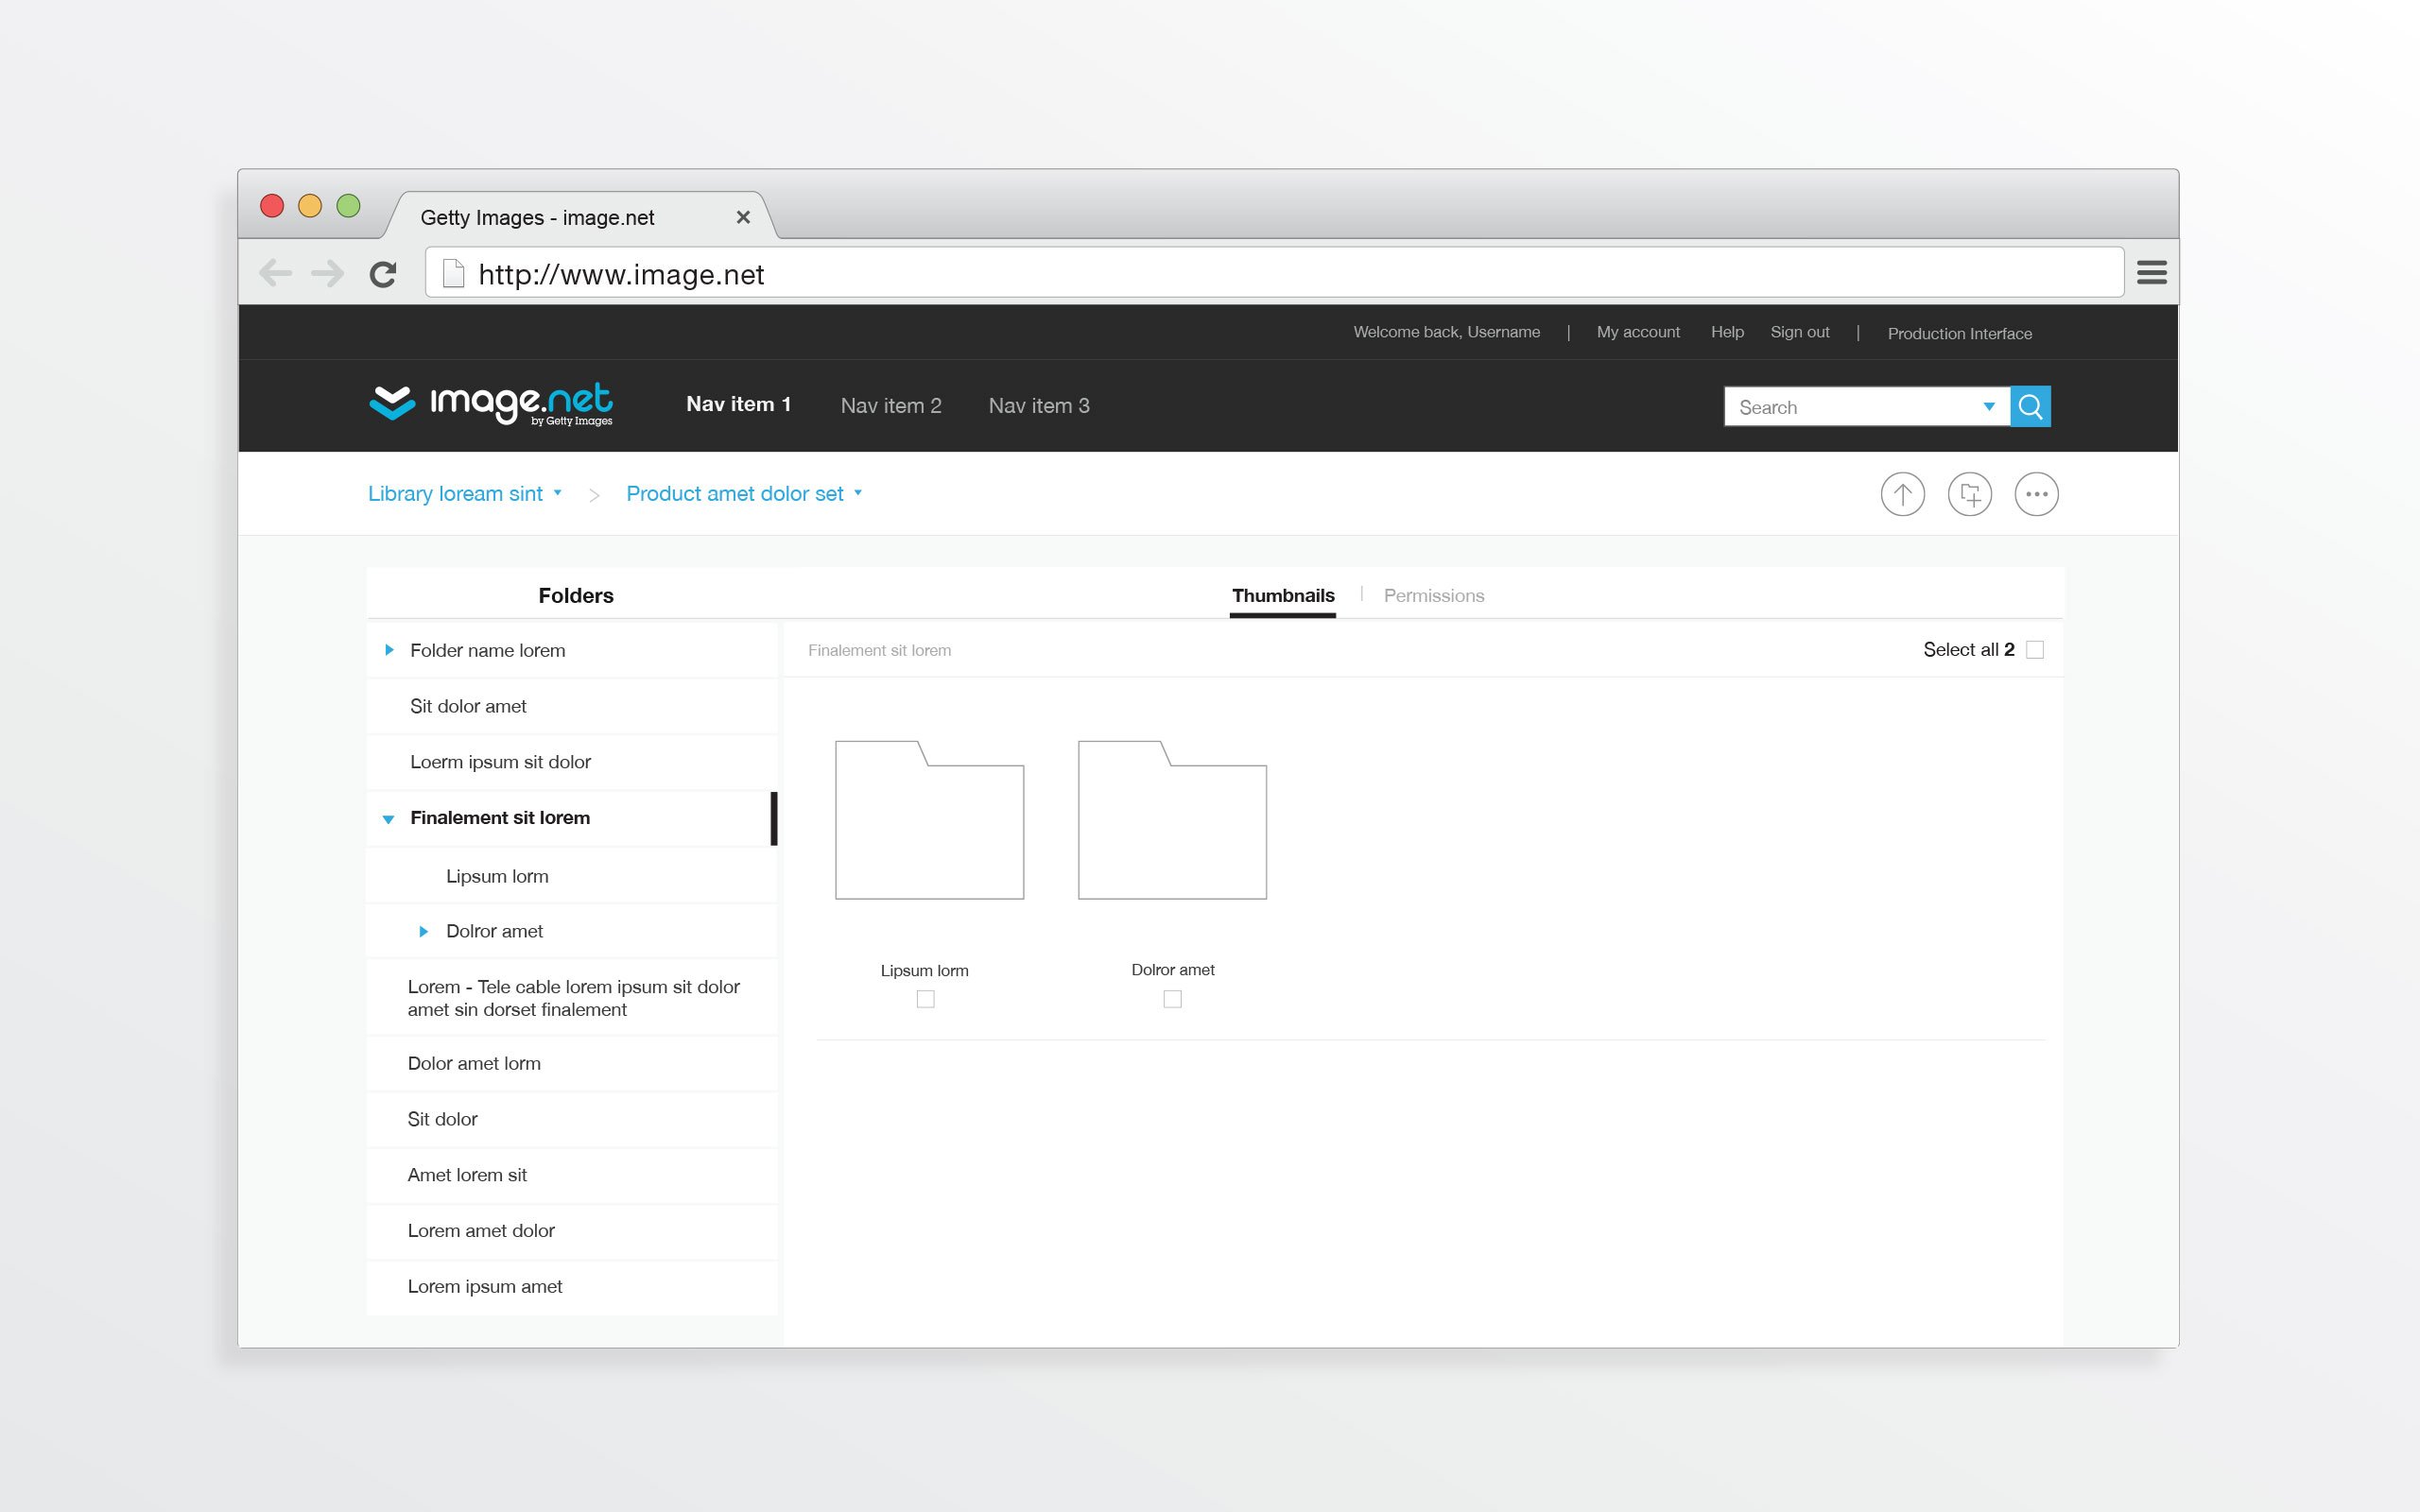 Getty Images - image.net
http://www.image.net
Welcome back, Username | My account Help Sign out | Production Interface
image.net
by Getty Images
Nav item 1 Nav item 2 Nav item 3
Search
Library loream sint > Product amet dolor set
Folders
Thumbnails | Permissions
Folder name lorem
Sit dolor amet
Loerm ipsum sit dolor
Finalement sit lorem
Lipsum lorm
Dolror amet
Lorem - Tele cable lorem ipsum sit dolor
amet sin dorset finalement
Dolor amet lorm
Sit dolor
Amet lorem sit
Lorem amet dolor
Lorem ipsum amet
Finalement sit lorem
Select all 2
Lipsum lorm
Dolror amet